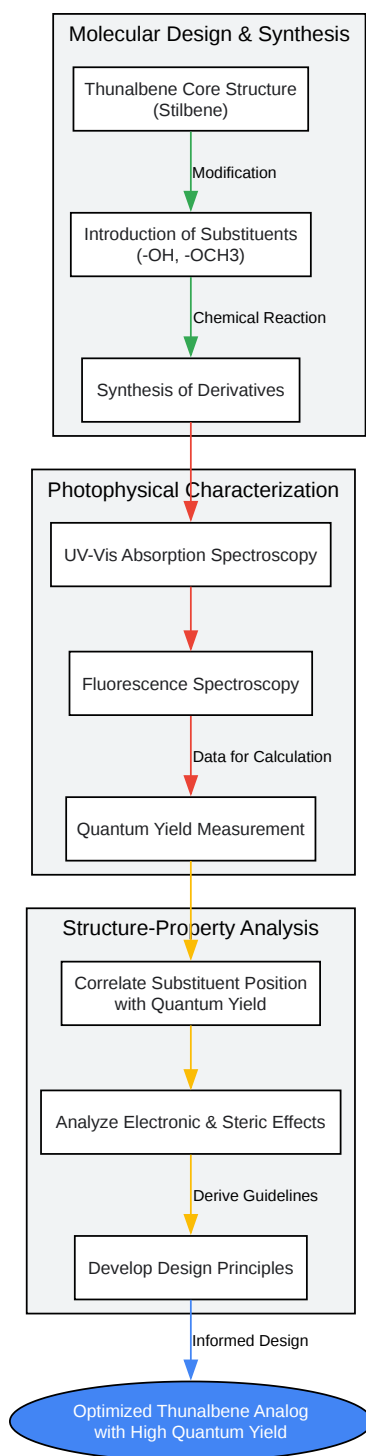 Molecular Design & Synthesis
Thunalbene Core Structure
(Stilbene)
Modification
Introduction of Substituents
(-OH, -OCH3)
Chemical Reaction
Synthesis of Derivatives
Photophysical Characterization
UV-Vis Absorption Spectroscopy
Fluorescence Spectroscopy
Data for Calculation
Quantum Yield Measurement
Structure-Property Analysis
Correlate Substituent Position
with Quantum Yield
Analyze Electronic & Steric Effects
Derive Guidelines
Develop Design Principles
Informed Design
Optimized Thunalbene Analog
with High Quantum Yield